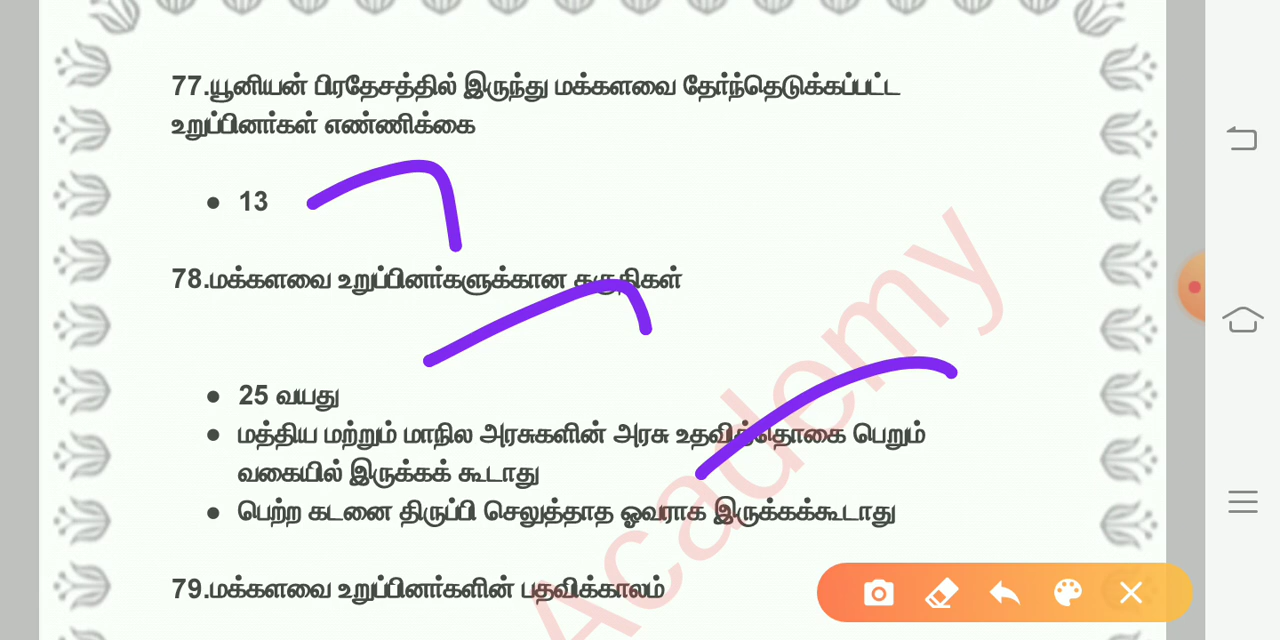 77.யூனியன் பிரதேசத்தில் இருந்து மக்களவை தேர்ந்தெடுக்கப்பட்ட
உறுப்பினர்கள் எண்ணிக்கை
● 13
78.மக்களவை உறுப்பினர்களுக்கான தகுதிகள்
● 25 வயது
● மத்திய மற்றும் மாநில அரசுகளின் அரசு உதவித்தொகை பெறும்
வகையில் இருக்கக் கூடாது
● பெற்ற கடனை திருப்பி செலுத்தாத ஓவராக இருக்கக்கூடாது
79.மக்களவை உறுப்பினர்களின் பதவிக்காலம்
Academy